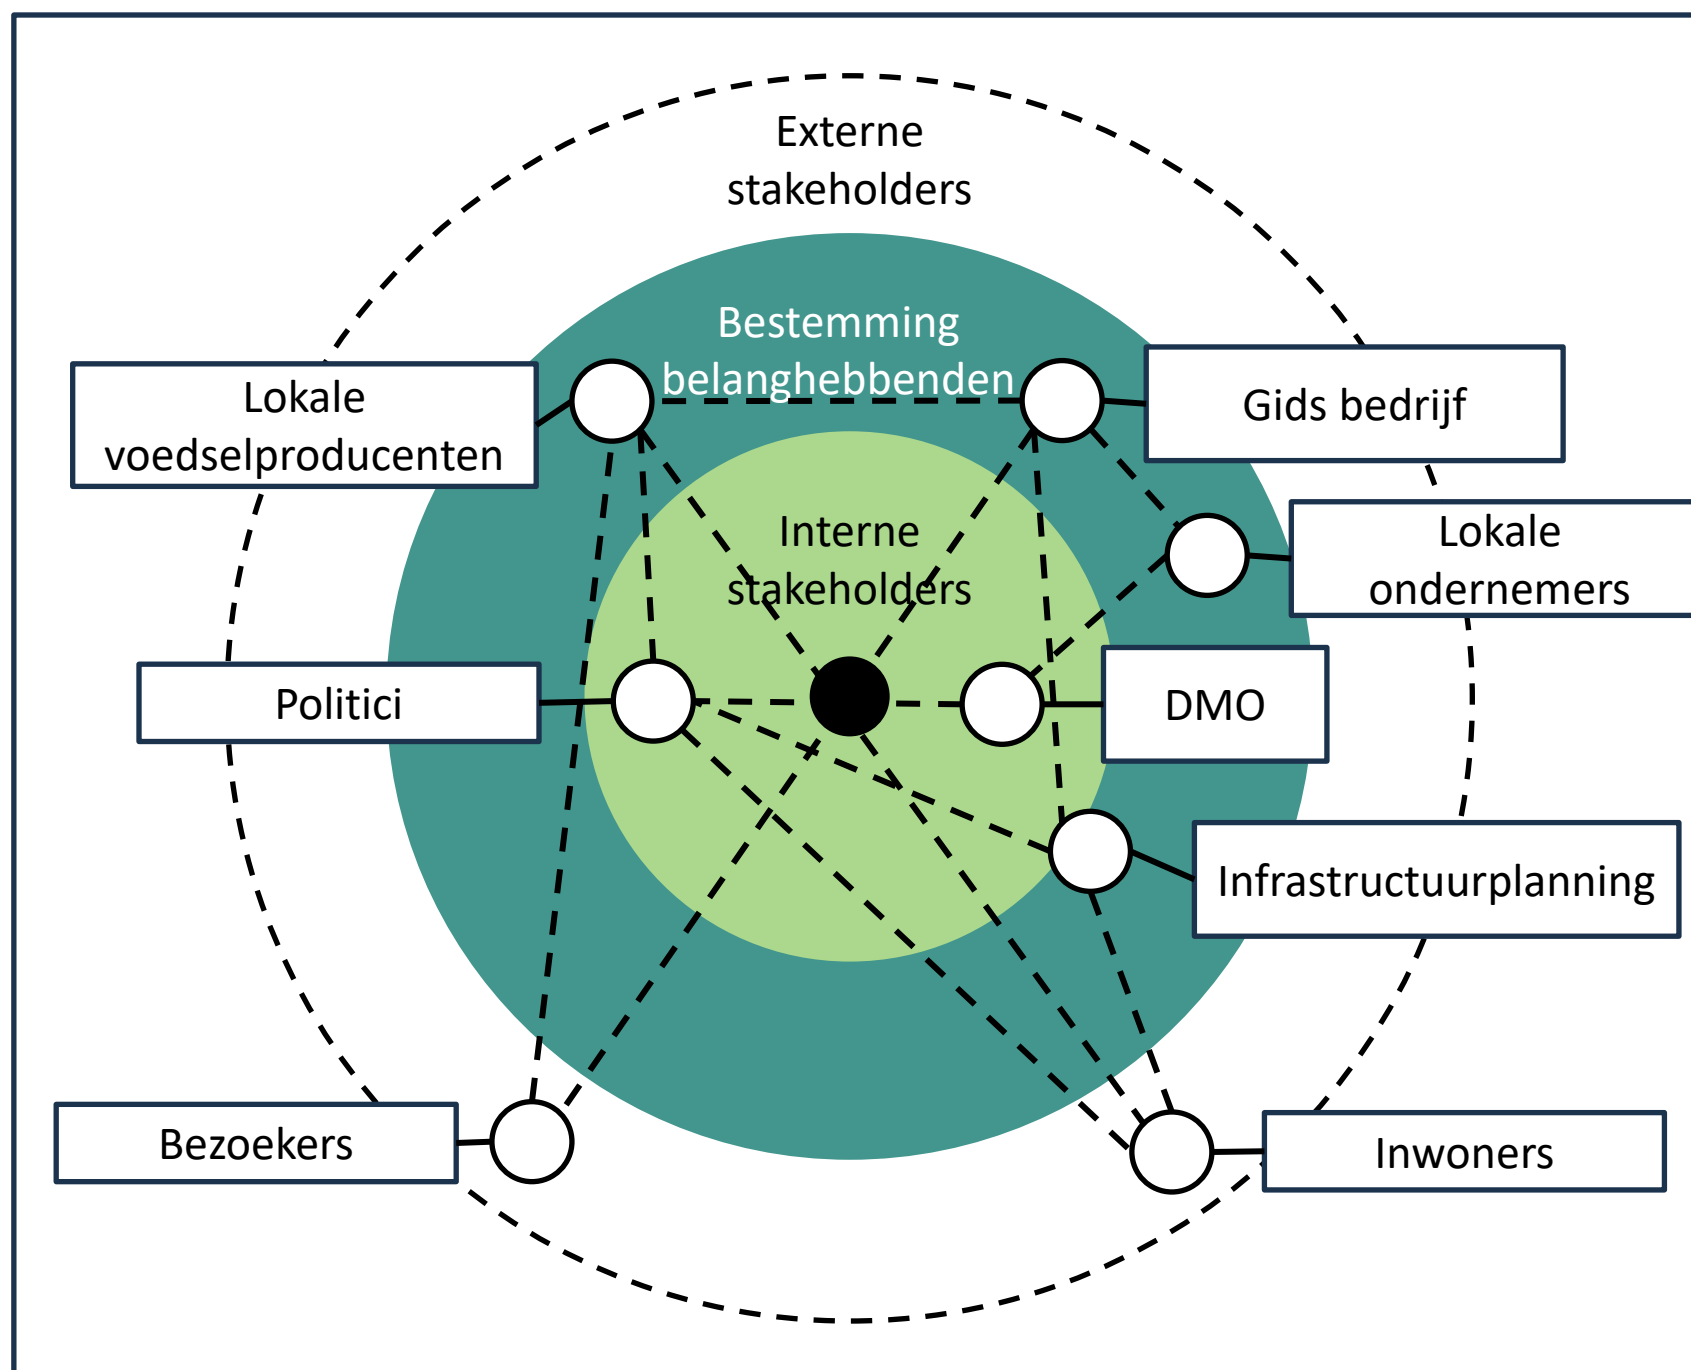 Externe
stakeholders
Bestemming
belanghebbenden
Lokale
voedselproducenten
Gids bedrijf
Interne
stakeholders
Lokale
ondernemers
Politici
DMO
Infrastructuurplanning
Bezoekers
Inwoners